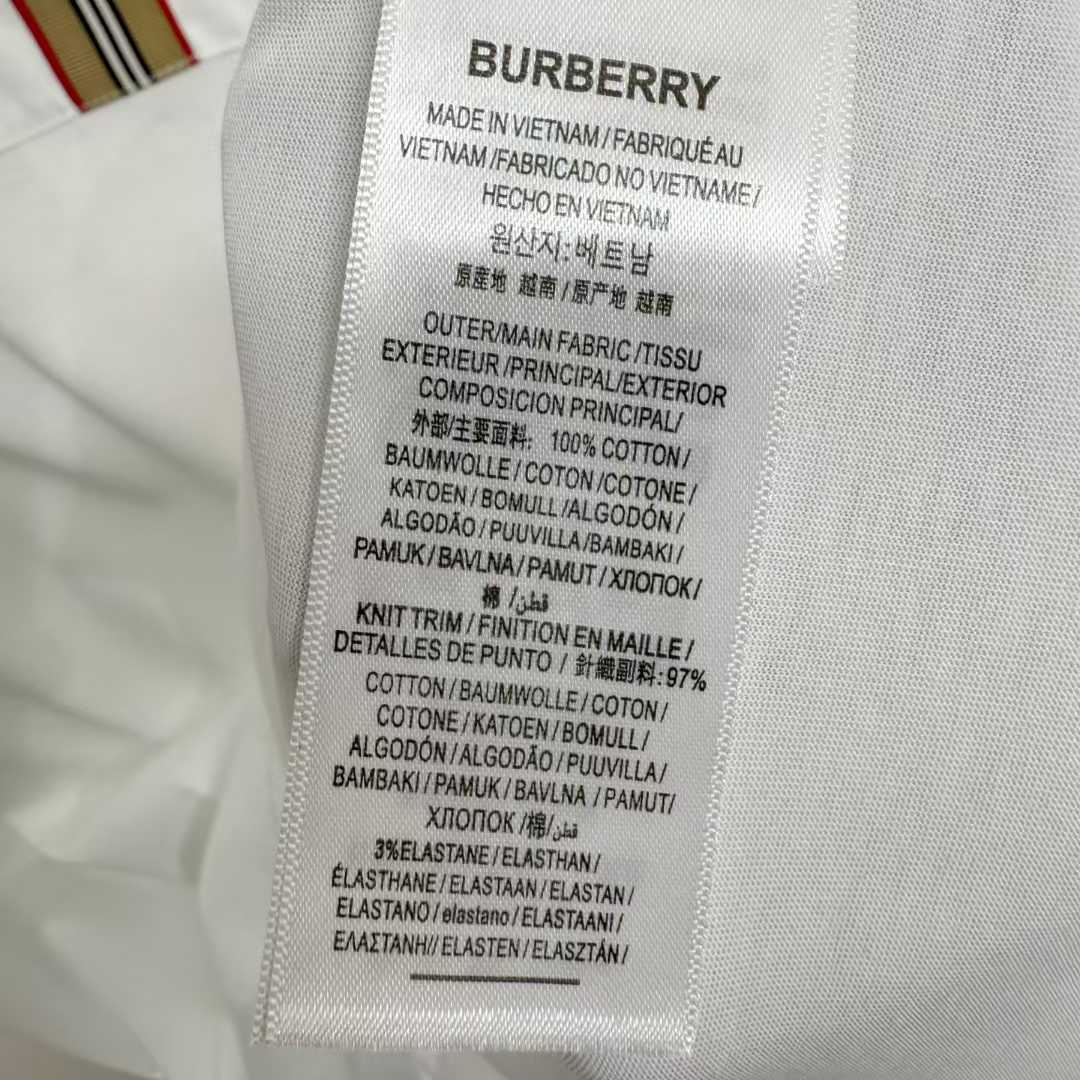 BURBERRY
MADE IN VIETNAM / FABRIQUÉ AU
VIETNAM /FABRICADO NO VIETNAME /
HECHO EN VIETNAM
원산지:베트남
原産地 越南 / 原产地 越南
OUTER/MAIN FABRIC /TISSU
EXTERIEUR /PRINCIPAL/EXTERIOR
COMPOSICION PRINCIPAL/
外部/主要面料: 100% COTTON /
BAUMWOLLE / COTON /COTONE /
KATOEN / BOMULL /ALGODÓN /
ALGODÃO / PUUVILLA /BAMBAKI /
PAMUK / BAVLNA / PAMUT / ХЛОПОК /
棉 /قطن
KNIT TRIM / FINITION EN MAILLE /
DETALLES DE PUNTO / 針織副料: 97%
COTTON / BAUMWOLLE / COTON /
COTONE / KATOEN / BOMULL /
ALGODÓN / ALGODÃO / PUUVILLA /
BAMBAKI / PAMUK / BAVLNA / PAMUT/
ХЛОПОК /棉/قطن
3%ELASTANE / ELASTHAN /
ÉLASTHANE / ELASTAAN / ELASTAN /
ELASTANO / elastano / ELASTAANI /
ΕΛΑΣΤΑΝΗ// ELASTEN / ELASZTÁN /